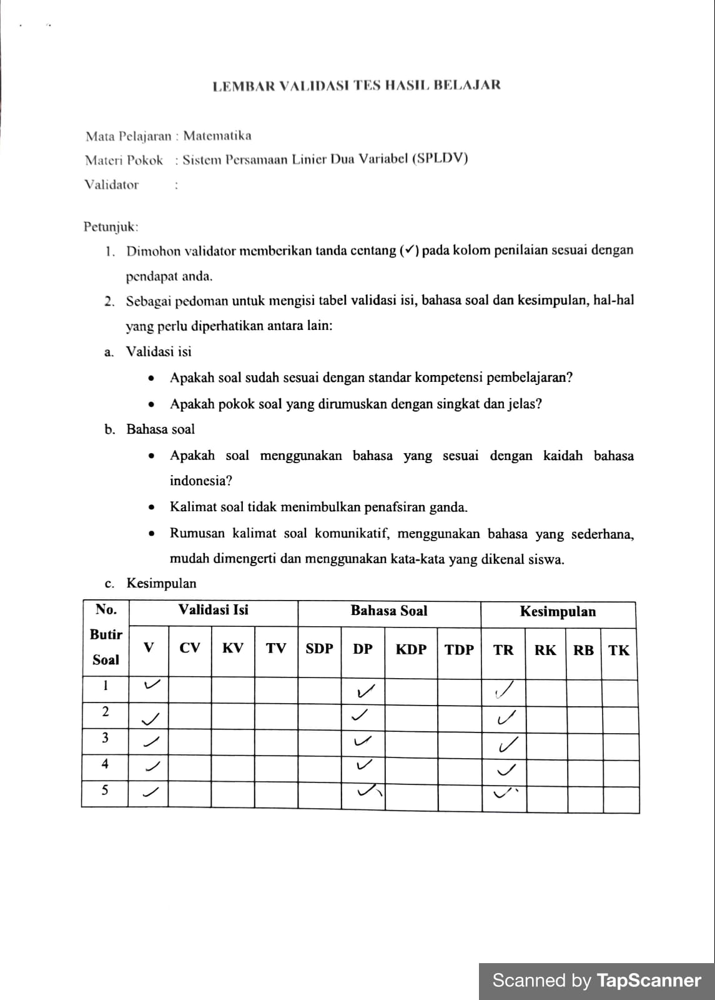 LEMBAR VALIDASI TES HASIL BELAJAR
Mata Pelajaran : Matematika
Materi Pokok : Sistem Persamaan Linier Dua Variabel (SPLDV)
Validator :
Petunjuk:
1. Dimohon validator memberikan tanda centang (✓) pada kolom penilaian sesuai dengan
pendapat anda.
2. Sebagai pedoman untuk mengisi tabel validasi isi, bahasa soal dan kesimpulan, hal-hal
yang perlu diperhatikan antara lain:
a. Validasi isi
• Apakah soal sudah sesuai dengan standar kompetensi pembelajaran?
• Apakah pokok soal yang dirumuskan dengan singkat dan jelas?
b. Bahasa soal
• Apakah soal menggunakan bahasa yang sesuai dengan kaidah bahasa
indonesia?
• Kalimat soal tidak menimbulkan penafsiran ganda.
• Rumusan kalimat soal komunikatif, menggunakan bahasa yang sederhana,
mudah dimengerti dan menggunakan kata-kata yang dikenal siswa.
c. Kesimpulan
No. Butir Soal Validasi Isi Bahasa Soal Kesimpulan
V CV KV TV SDP DP KDP TDP TR RK RB TK
1 ✓ ✓ ✓
2 ✓ ✓ ✓
3 ✓ ✓ ✓
4 ✓ ✓ ✓
5 ✓ ✓ ✓
Scanned by TapScanner